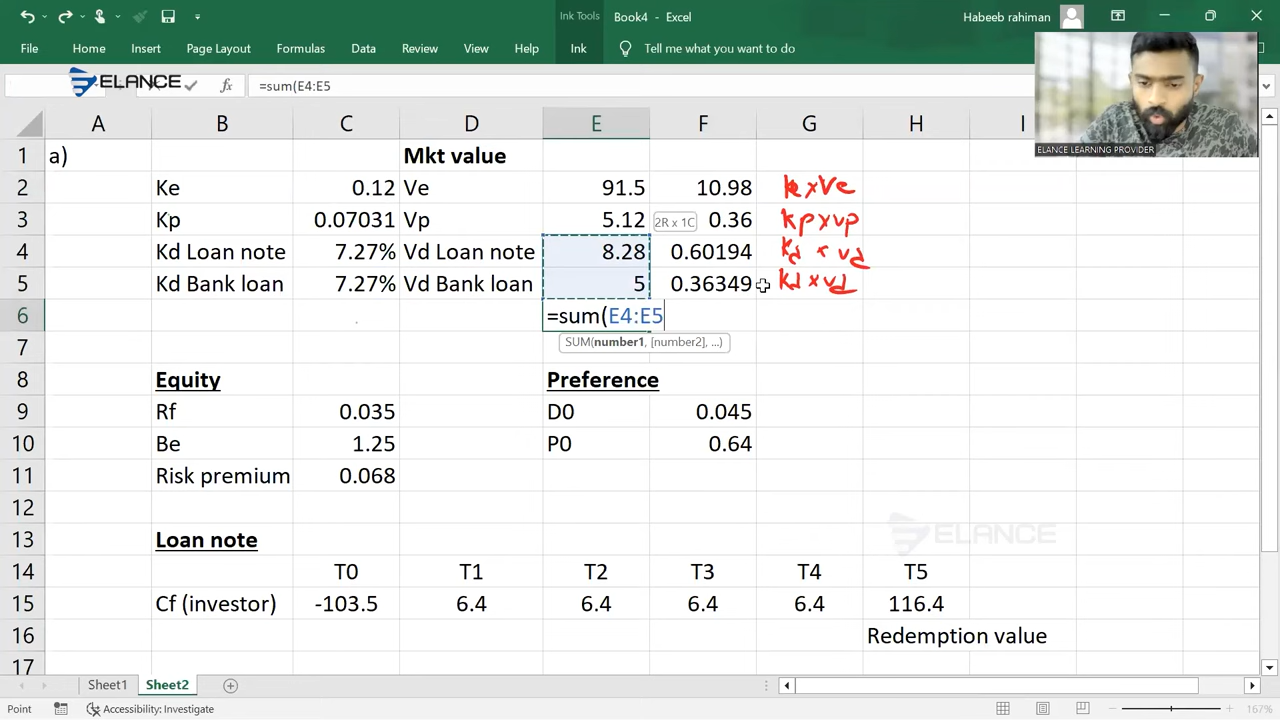 Ink Tools Book4 - Excel Habeeb rahiman
File Home Insert Page Layout Formulas Data Review View Help Ink Tell me what you want to do
ELANCE fx =sum(E4:E5
ELANCE LEARNING PROVIDER
A B C D E F G H I
1 a) Mkt value
2 Ke 0.12 Ve 91.5 10.98 ke x Ve
3 Kp 0.07031 Vp 5.12 2R x 1C 0.36 kp x vp
4 Kd Loan note 7.27% Vd Loan note 8.28 0.60194 Kd x vd
5 Kd Bank loan 7.27% Vd Bank loan 5 0.36349 Kd x vd
6 =sum(E4:E5
SUM(number1, [number2], ...)
7
8 Equity Preference
9 Rf 0.035 D0 0.045
10 Be 1.25 P0 0.64
11 Risk premium 0.068
12
ELANCE
13 Loan note
14 T0 T1 T2 T3 T4 T5
15 Cf (investor) -103.5 6.4 6.4 6.4 6.4 116.4
16 Redemption value
17
Sheet1 Sheet2
Point Accessibility: Investigate 167%